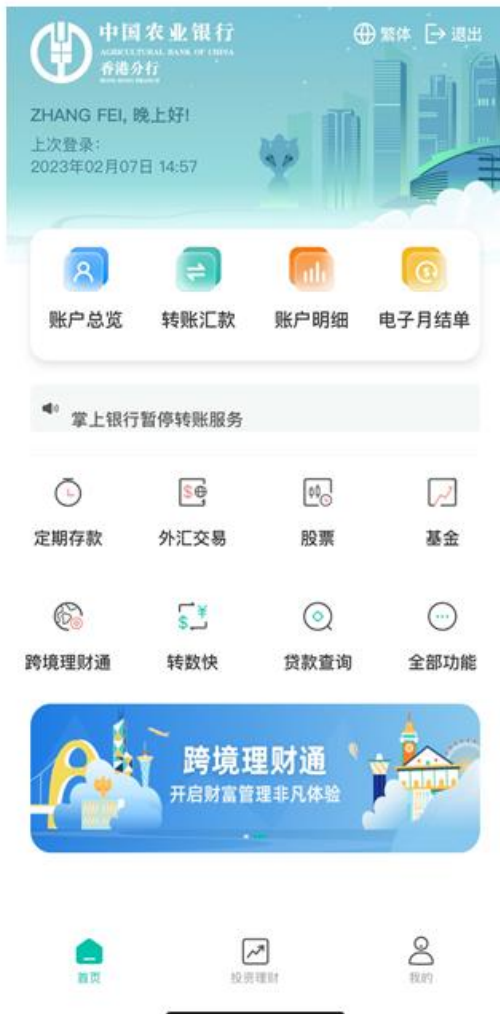 中国农业银行
AGRICULTURAL BANK OF CHINA
香港分行
HONG KONG BRANCH
繁体 退出
ZHANG FEI, 晚上好!
上次登录:
2023年02月07日 14:57
账户总览 转账汇款 账户明细 电子月结单
掌上银行暂停转账服务
定期存款 外汇交易 股票 基金
跨境理财通 转数快 贷款查询 全部功能
跨境理财通
开启财富管理非凡体验
首页 投资理财 我的